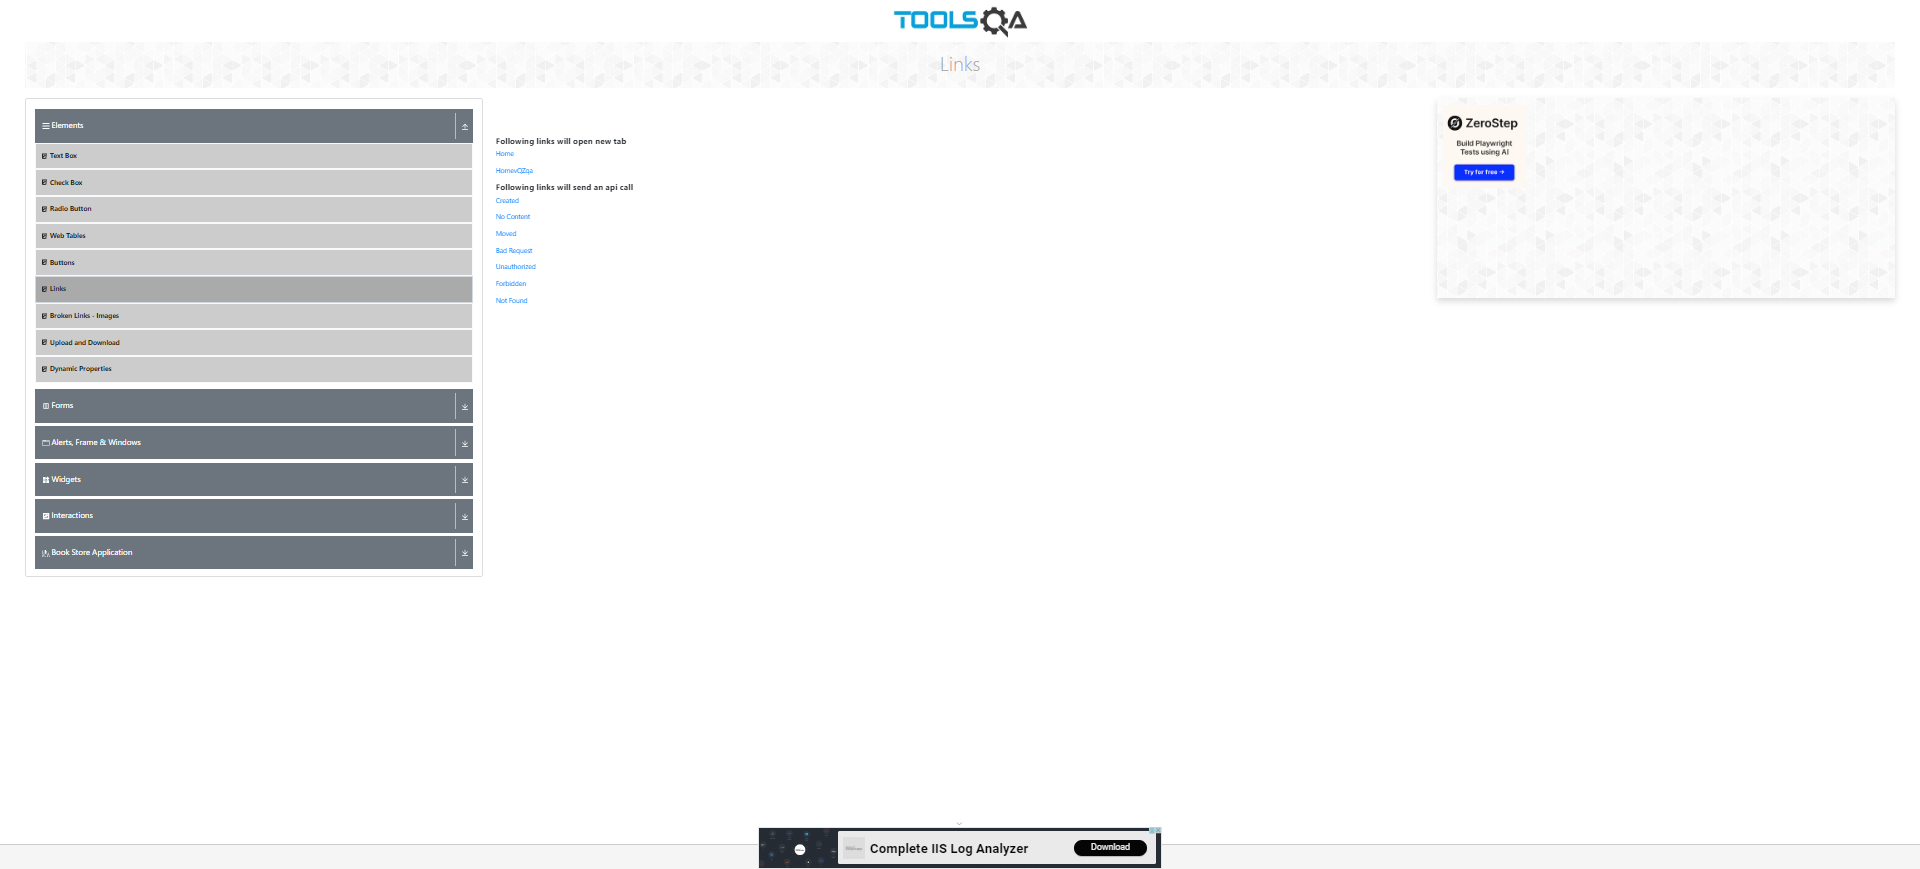 TOOLSQA
Links
Elements
Text Box
Check Box
Radio Button
Web Tables
Buttons
Links
Broken Links - Images
Upload and Download
Dynamic Properties
Forms
Alerts, Frame & Windows
Widgets
Interactions
Book Store Application
Following links will open new tab
Home
HomevQZqa
Following links will send an api call
Created
No Content
Moved
Bad Request
Unauthorized
Forbidden
Not Found
ZeroStep
Build Playwright
Tests using AI
Try for free →
Complete IIS Log Analyzer
Download